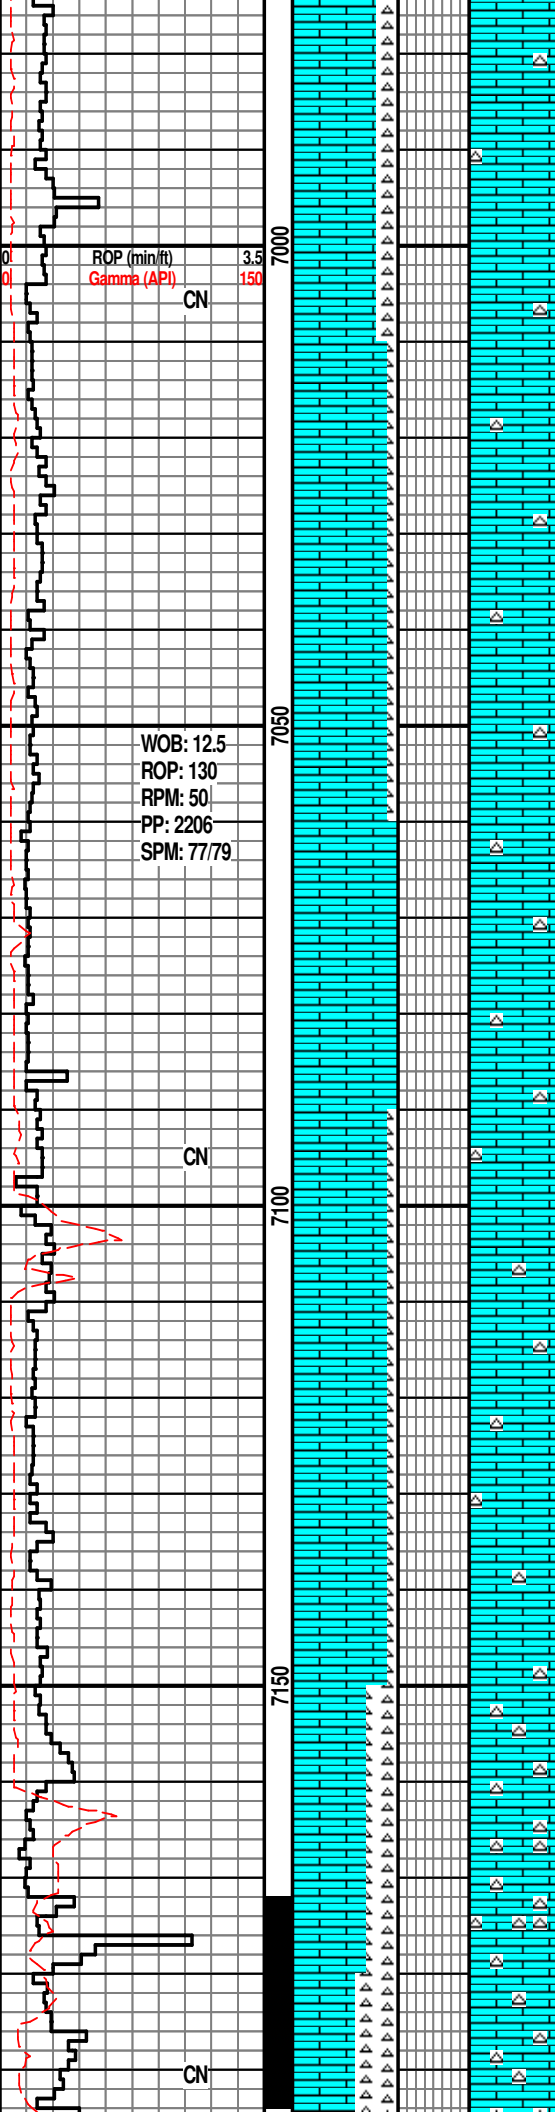 7000
0 ROP (min/ft) 3.5
0 Gamma (API) 150
CN
7050
WOB: 12.5
ROP: 130
RPM: 50
PP: 2206
SPM: 77/79
CN
7100
7150
CN